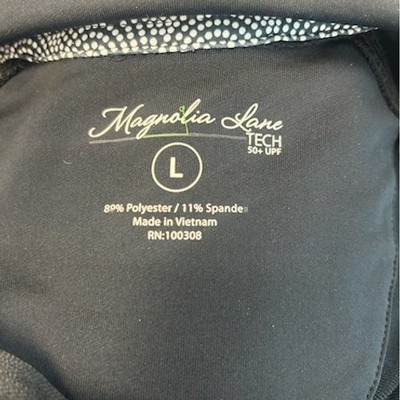 Magnolia Lane
TECH
50+ UPF
L
89% Polyester / 11% Spandex
Made in Vietnam
RN:100308